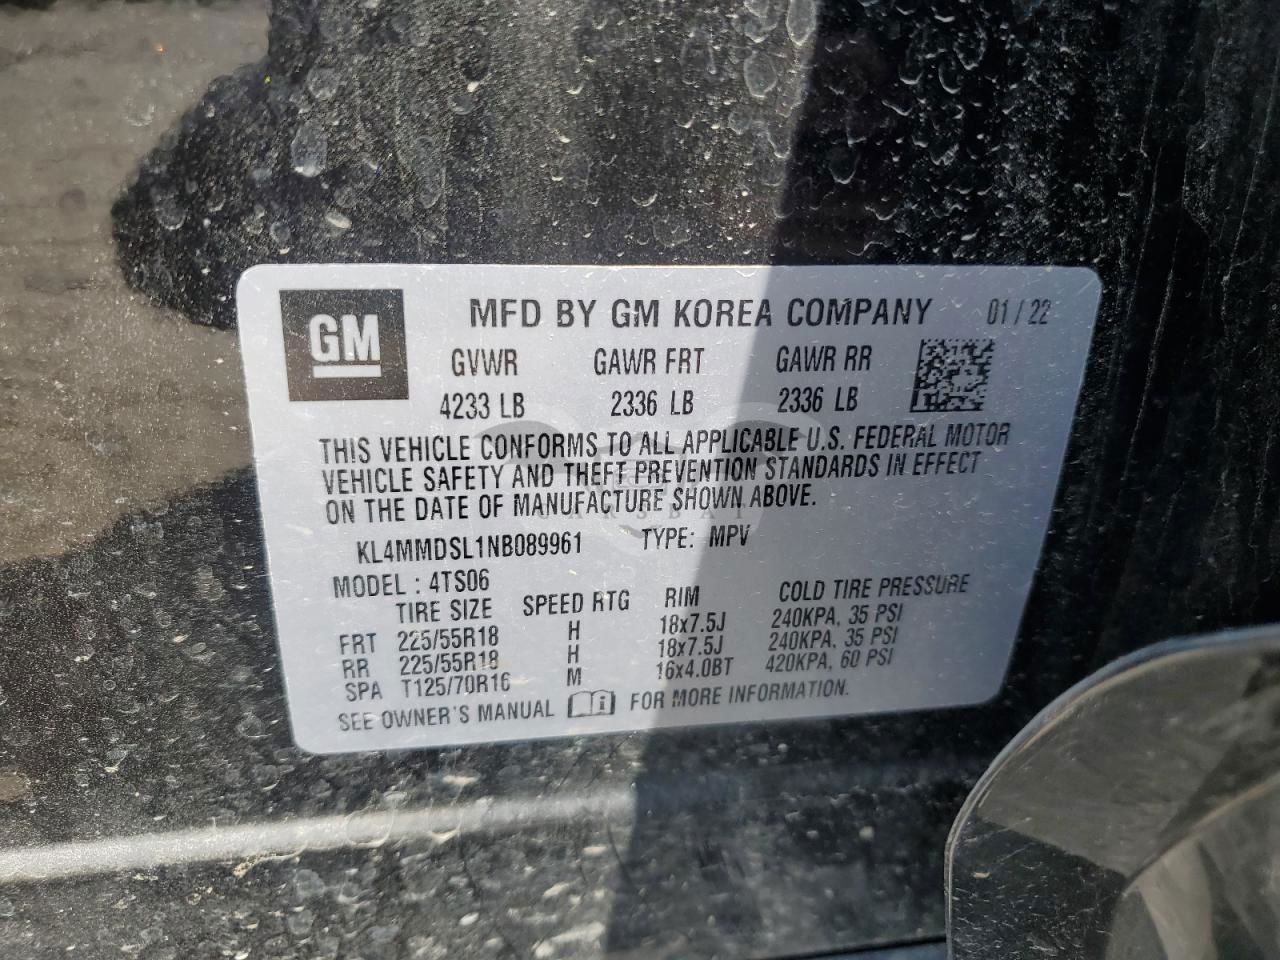 GM MFD BY GM KOREA COMPANY 01/22
GVWR GAWR FRT GAWR RR
4233 LB 2336 LB 2336 LB
THIS VEHICLE CONFORMS TO ALL APPLICABLE U.S. FEDERAL MOTOR
VEHICLE SAFETY AND THEFT PREVENTION STANDARDS IN EFFECT
ON THE DATE OF MANUFACTURE SHOWN ABOVE.
KL4MMDSL1NB089961 TYPE: MPV
MODEL : 4TS06
TIRE SIZE SPEED RTG RIM COLD TIRE PRESSURE
FRT 225/55R18 H 18x7.5J 240KPA, 35 PSI
RR 225/55R18 H 18x7.5J 240KPA, 35 PSI
SPA T125/70R16 M 16x4.0BT 420KPA, 60 PSI
SEE OWNER'S MANUAL i FOR MORE INFORMATION.